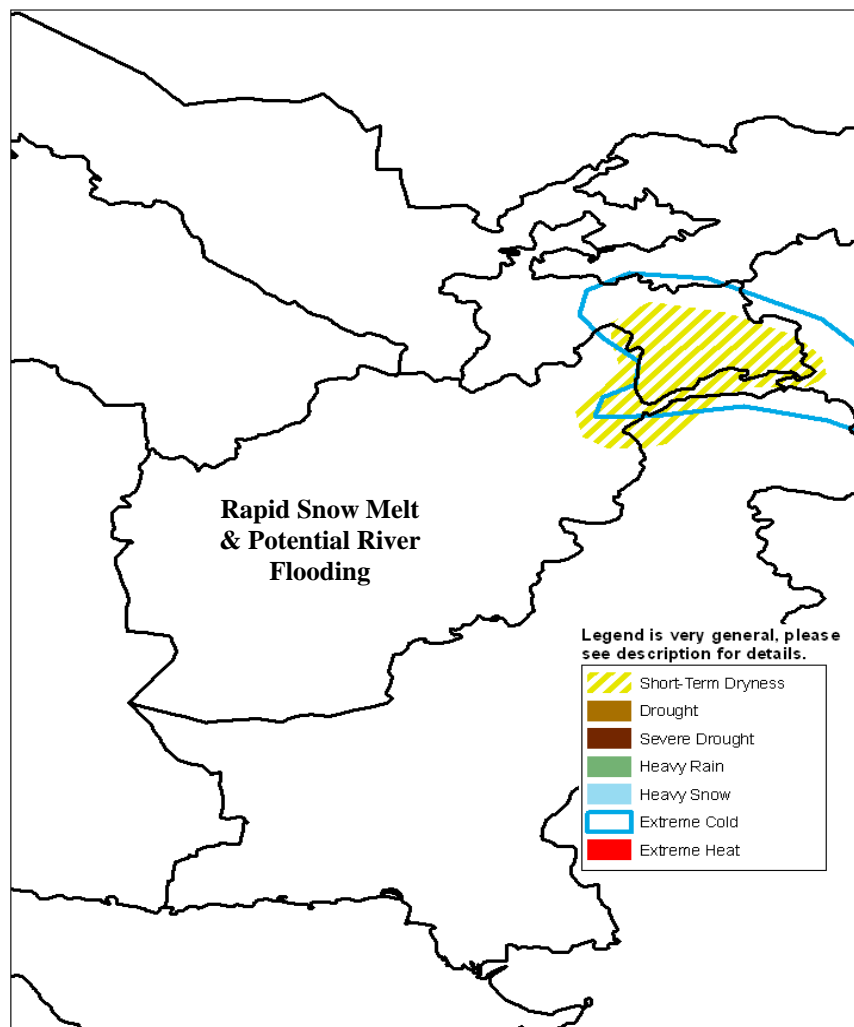 Rapid Snow Melt
& Potential River
Flooding
Legend is very general, please
see description for details.
Short-Term Dryness
Drought
Severe Drought
Heavy Rain
Heavy Snow
Extreme Cold
Extreme Heat